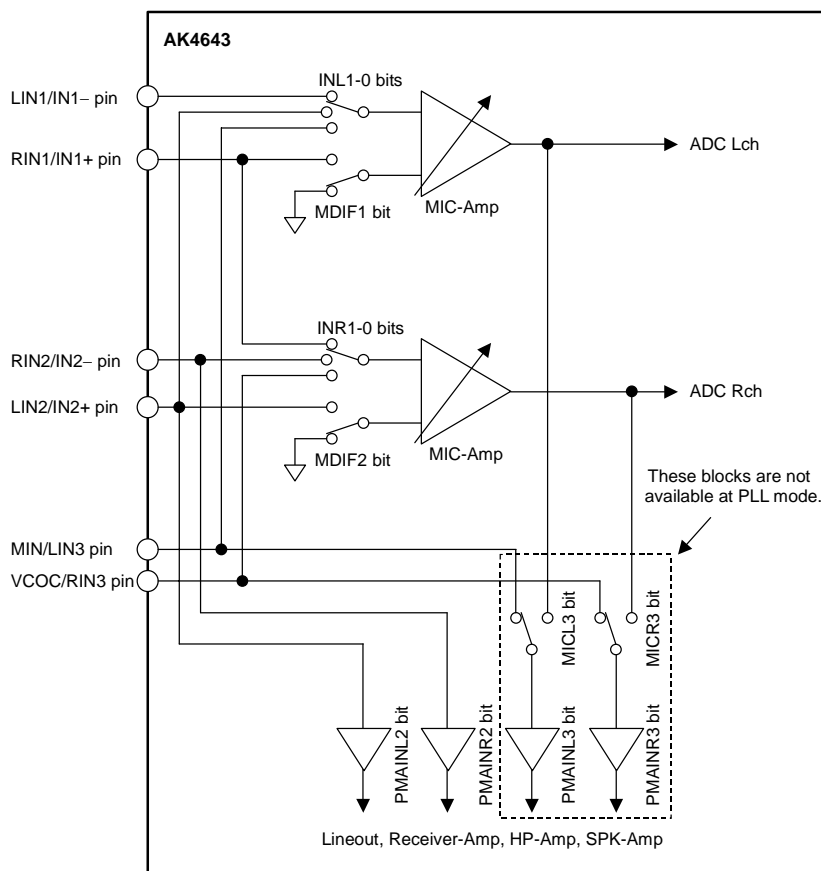 AK4643
INL1-0 bits
LIN1/IN1− pin
ADC Lch
RIN1/IN1+ pin
MDIF1 bit
MIC-Amp
INR1-0 bits
RIN2/IN2− pin
ADC Rch
LIN2/IN2+ pin
MDIF2 bit
MIC-Amp
These blocks are not
available at PLL mode.
MIN/LIN3 pin
VCOC/RIN3 pin
MICL3 bit
MICR3 bit
PMAINL2 bit
PMAINR2 bit
PMAINL3 bit
PMAINR3 bit
Lineout, Receiver-Amp, HP-Amp, SPK-Amp